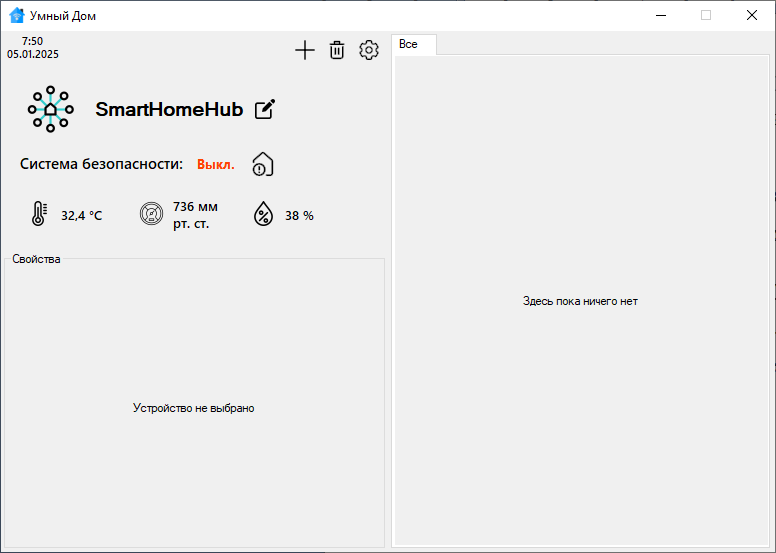 Умный Дом
7:50
05.01.2025
SmartHomeHub
Система безопасности: Выкл.
32,4 °C
736 мм
рт. ст.
38 %
Свойства
Устройство не выбрано
Все
Здесь пока ничего нет